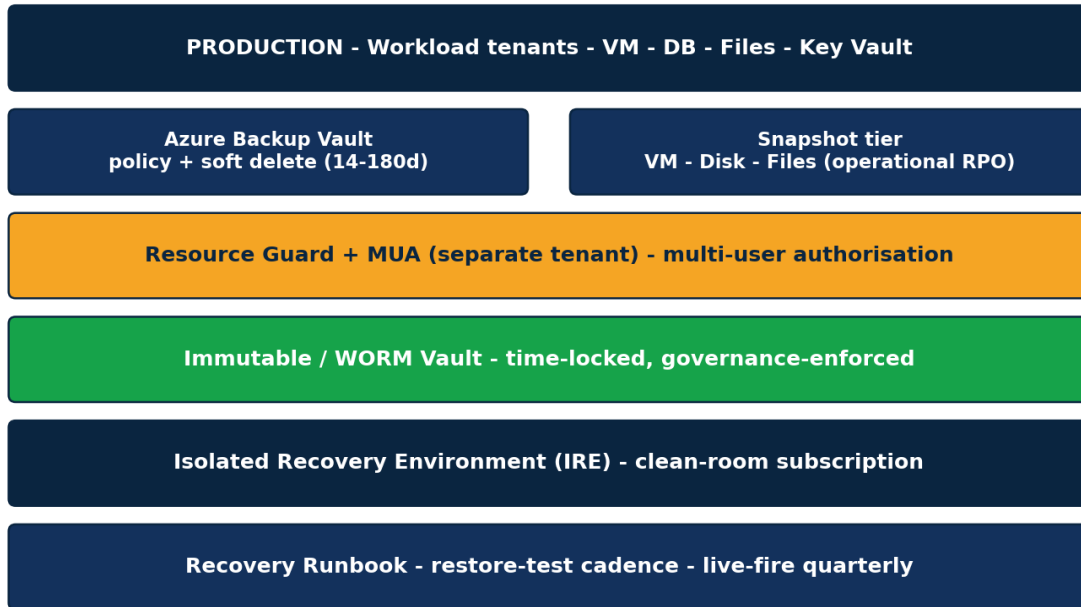 PRODUCTION - Workload tenants - VM - DB - Files - Key Vault
Azure Backup Vault
policy + soft delete (14-180d)
Snapshot tier
VM - Disk - Files (operational RPO)
Resource Guard + MUA (separate tenant) - multi-user authorisation
Immutable / WORM Vault - time-locked, governance-enforced
Isolated Recovery Environment (IRE) - clean-room subscription
Recovery Runbook - restore-test cadence - live-fire quarterly